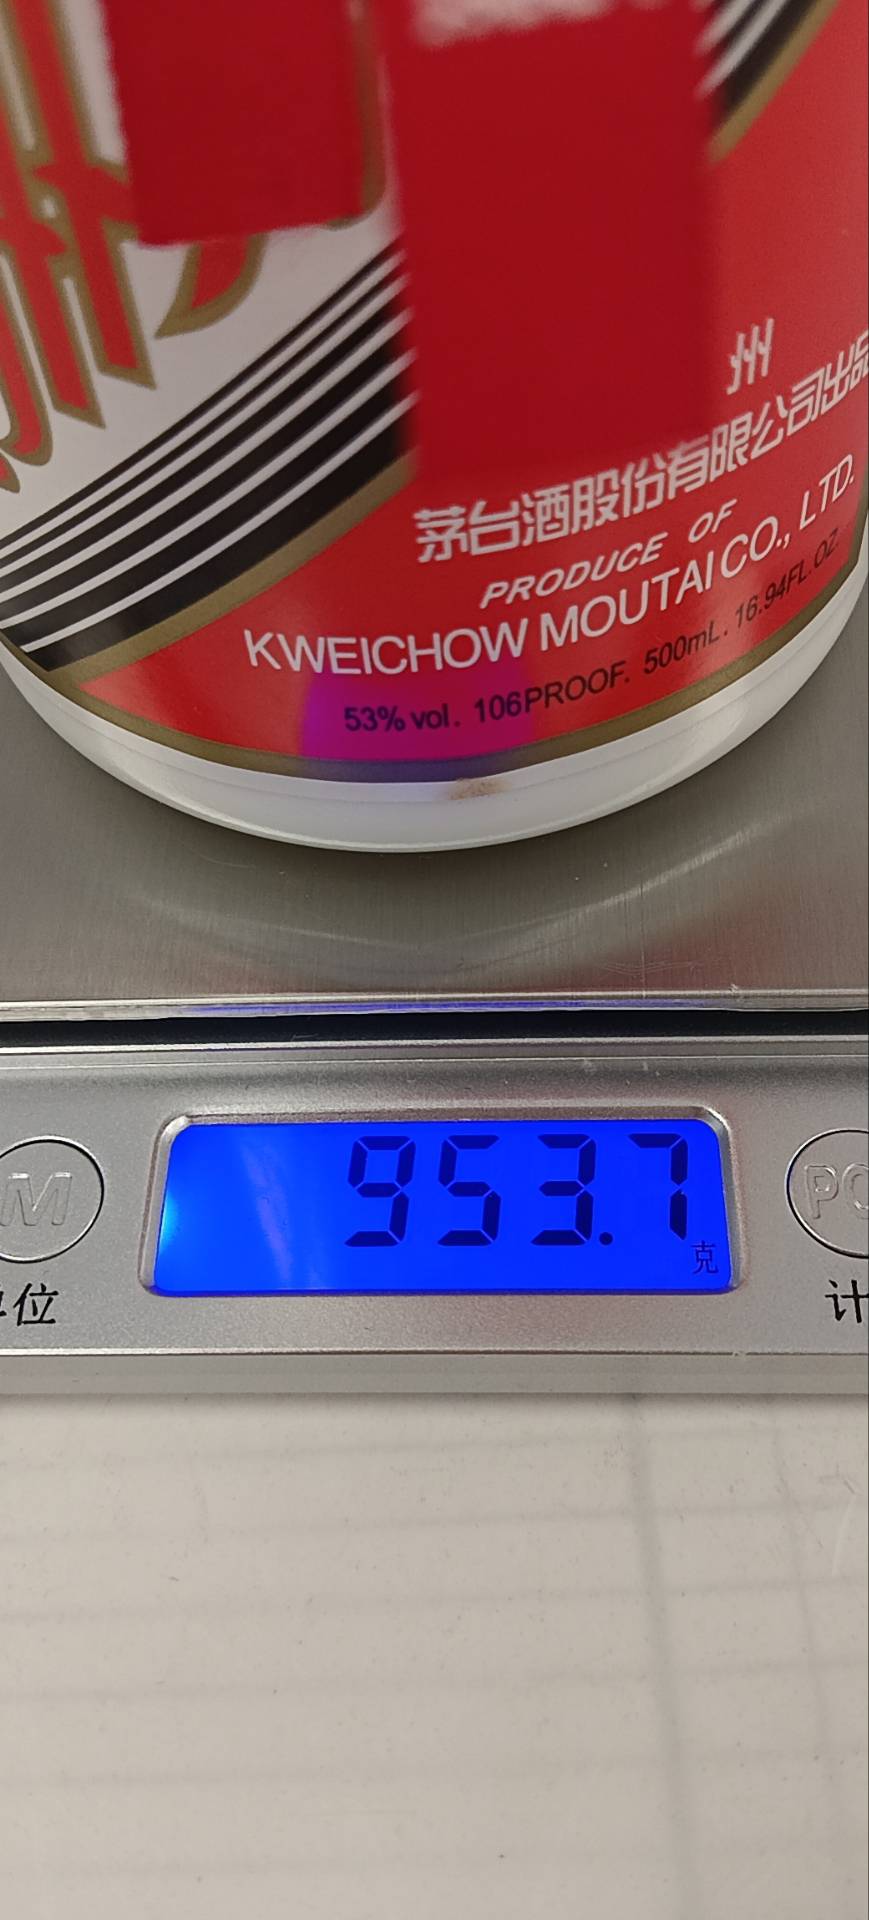 州
茅台酒股份有限公司出品
PRODUCE OF
KWEICHOW MOUTAI CO., LTD.
53% vol. 106PROOF. 500mL. 16.94FL.OZ.
953.7
克
M
PC
位
计